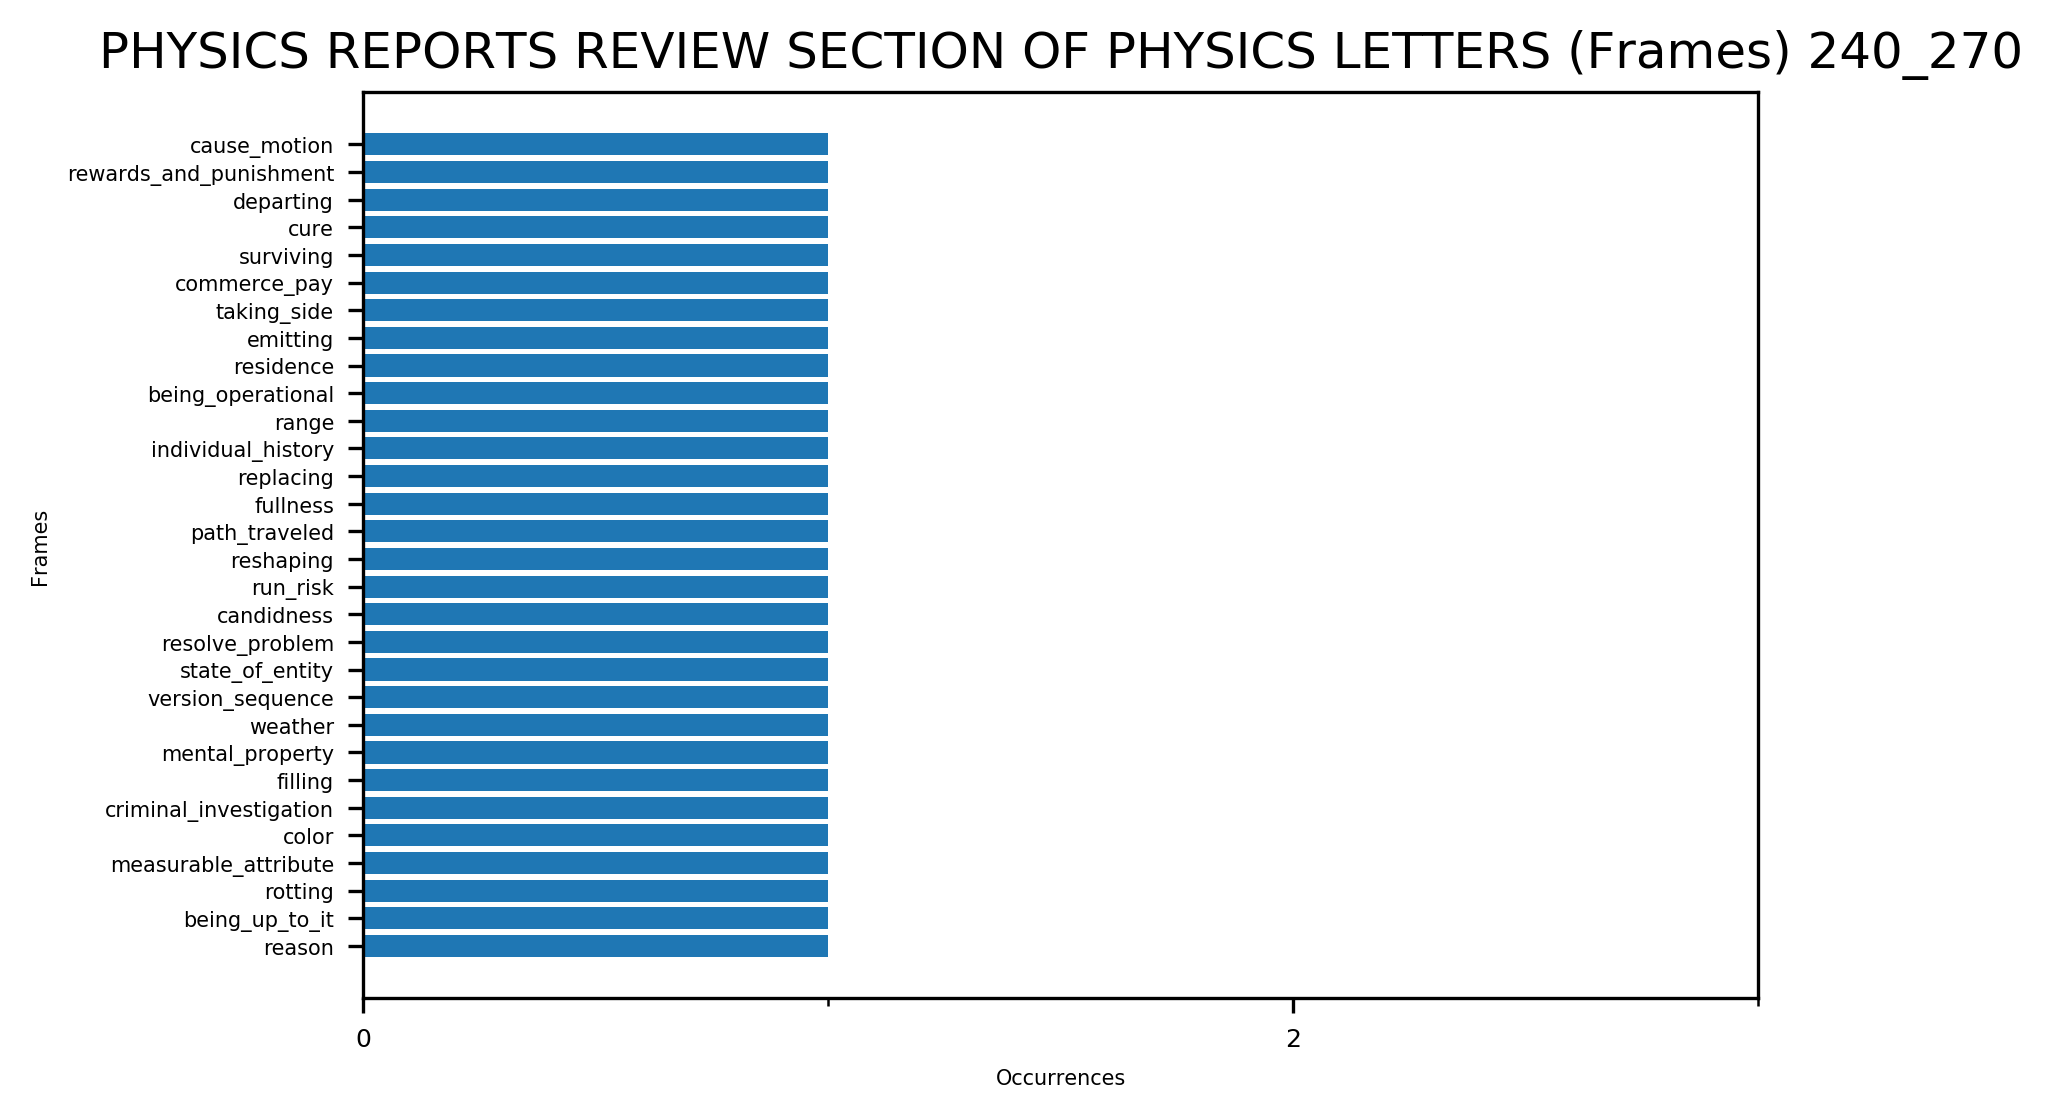 PHYSICS REPORTS REVIEW SECTION OF PHYSICS LETTERS (Frames) 240_270
cause_motion
rewards_and_punishment
departing
cure
surviving
commerce_pay
taking_side
emitting
residence
being_operational
range
individual_history
replacing
fullness
path_traveled
reshaping
run_risk
candidness
resolve_problem
state_of_entity
version_sequence
weather
mental_property
filling
criminal_investigation
color
measurable_attribute
rotting
being_up_to_it
reason
Frames
0 2
Occurrences